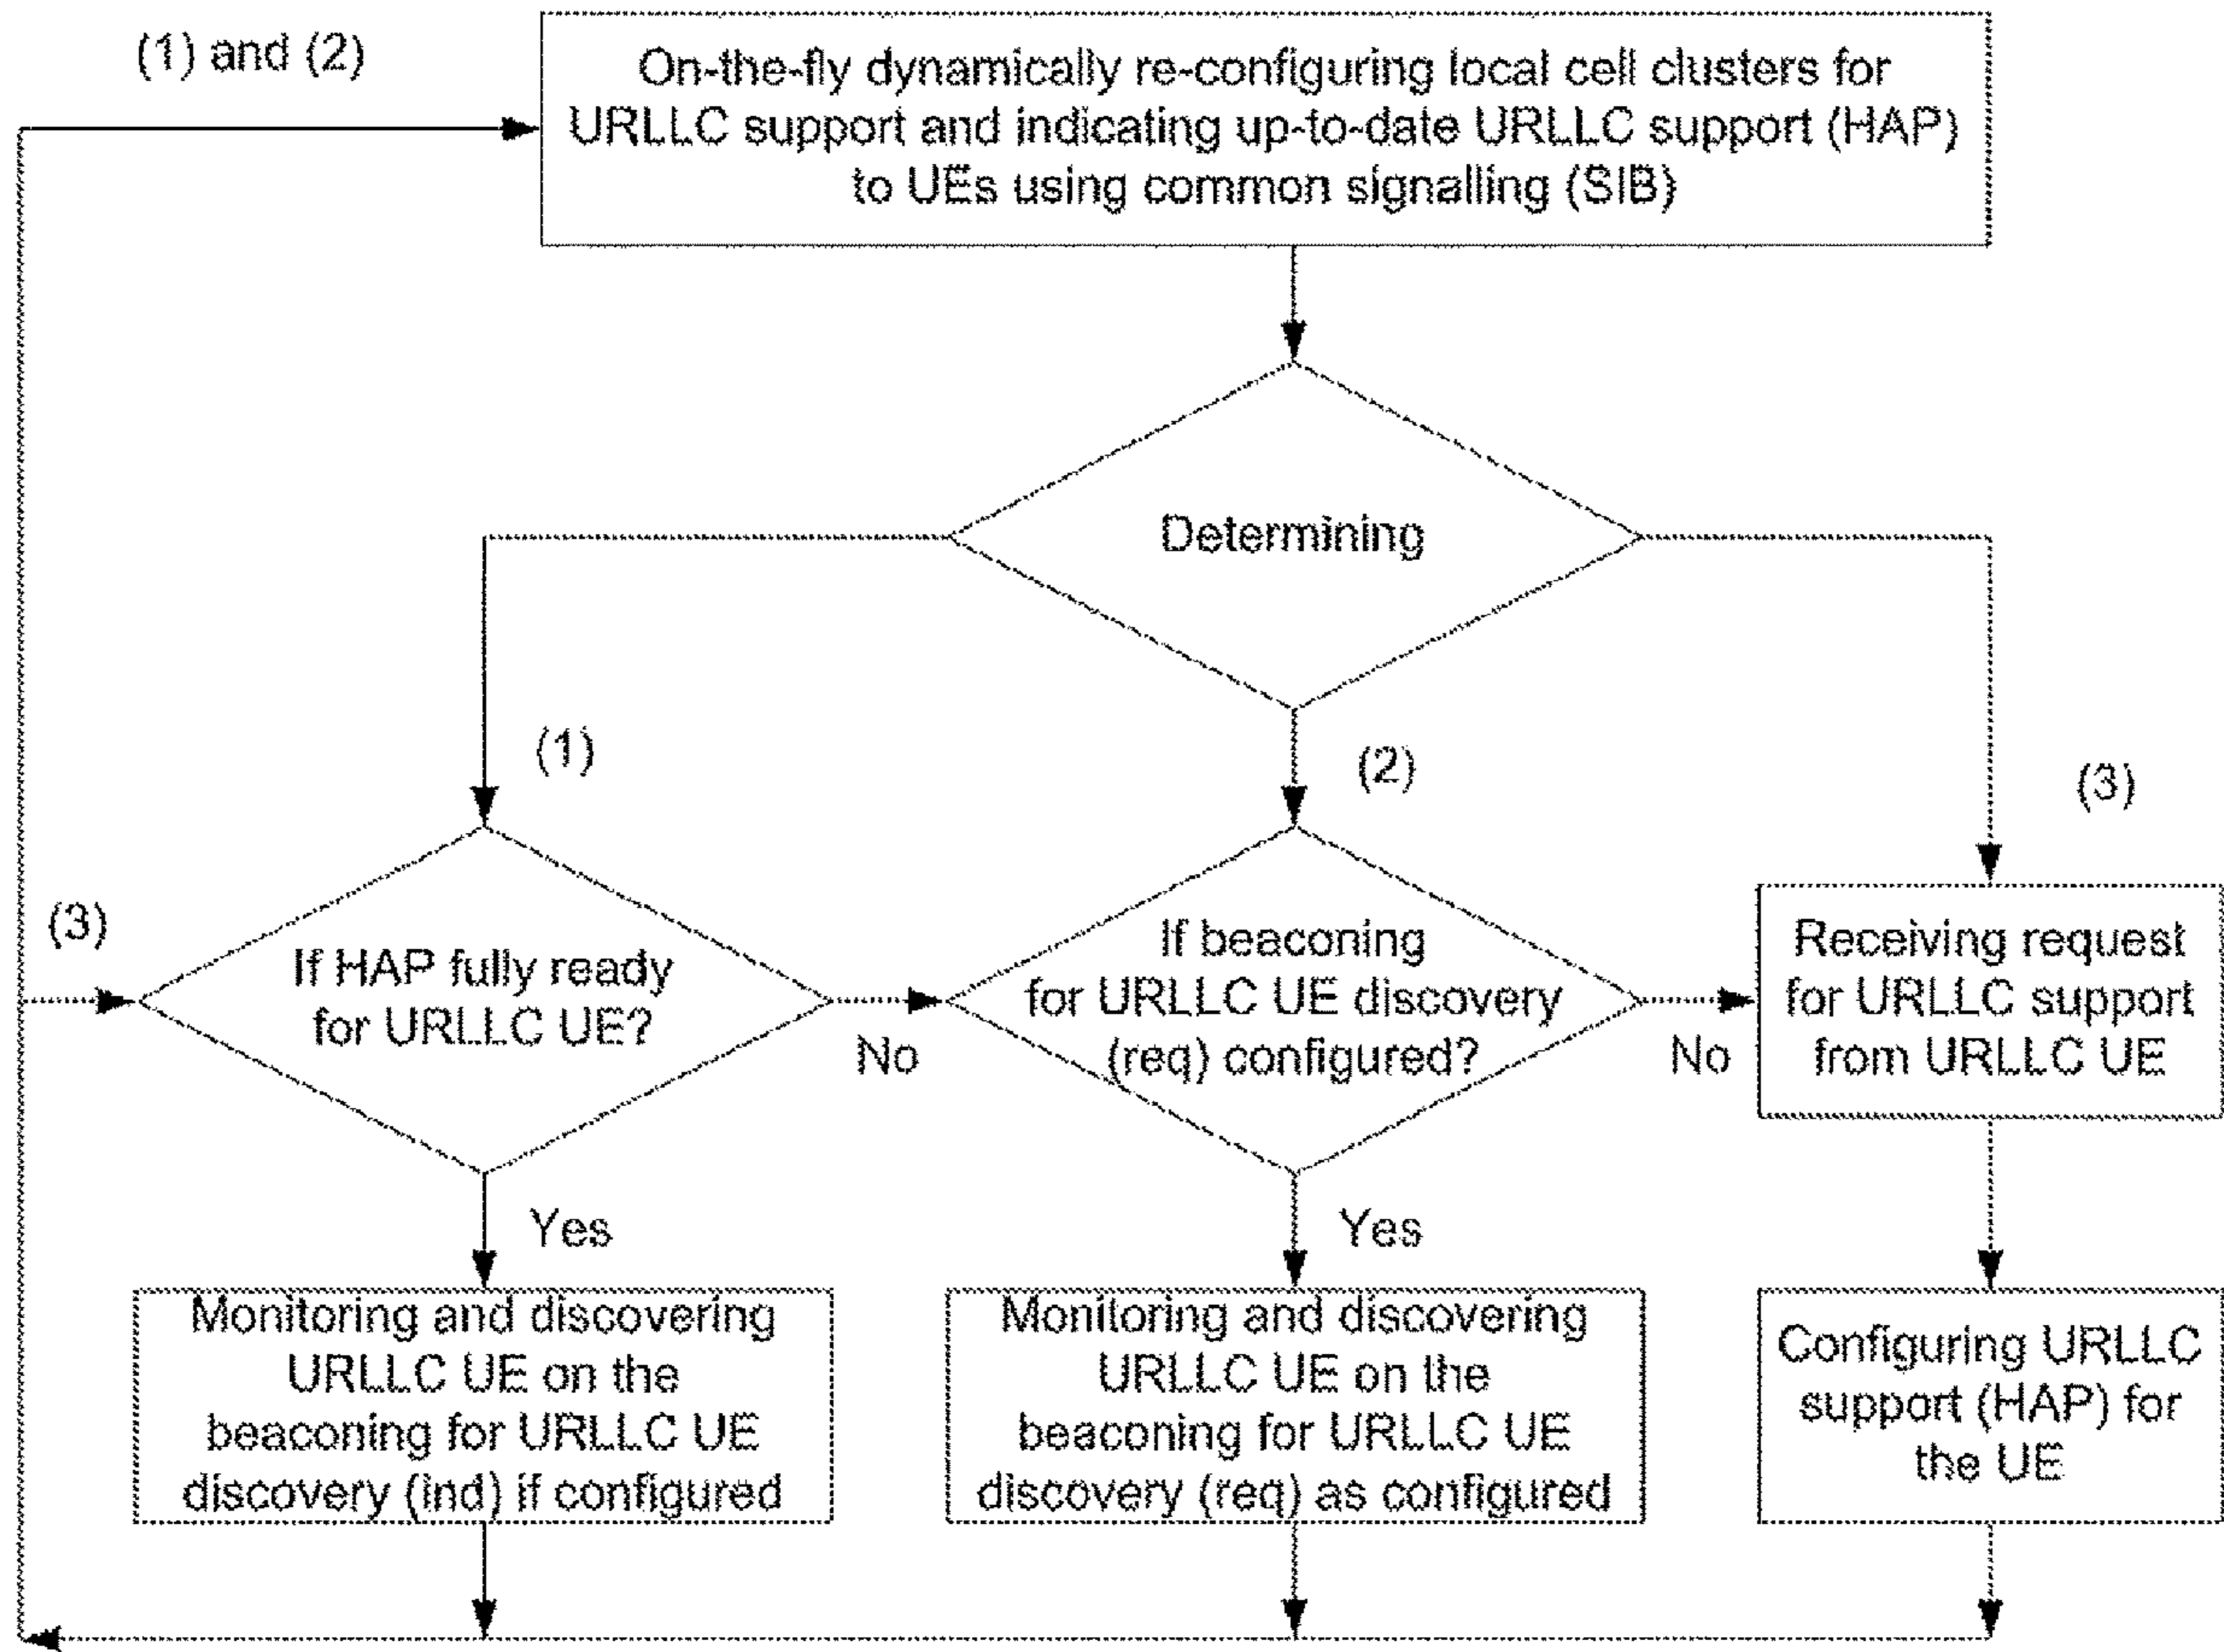 (1) and (2)
On-the-fly dynamically re-configuring local cell clusters for
URLLC support and indicating up-to-date URLLC support (HAP)
to UEs using common signalling (SIB)
Determining
(1)
(2)
(3)
(3)
If HAP fully ready
for URLLC UE?
No
If beaconing
for URLLC UE discovery
(req) configured?
No
Receiving request
for URLLC support
from URLLC UE
Yes
Yes
Monitoring and discovering
URLLC UE on the
beaconing for URLLC UE
discovery (ind) if configured
Monitoring and discovering
URLLC UE on the
beaconing for URLLC UE
discovery (req) as configured
Configuring URLLC
support (HAP) for
the UE